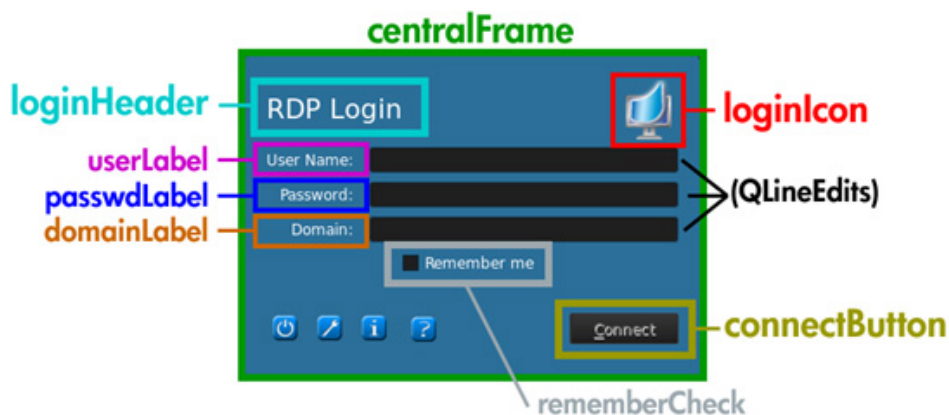 centralFrame
loginHeader
RDP Login
loginIcon
userLabel
User Name:
passwdLabel
Password:
(QLineEdits)
domainLabel
Domain:
Remember me
Connect
connectButton
rememberCheck